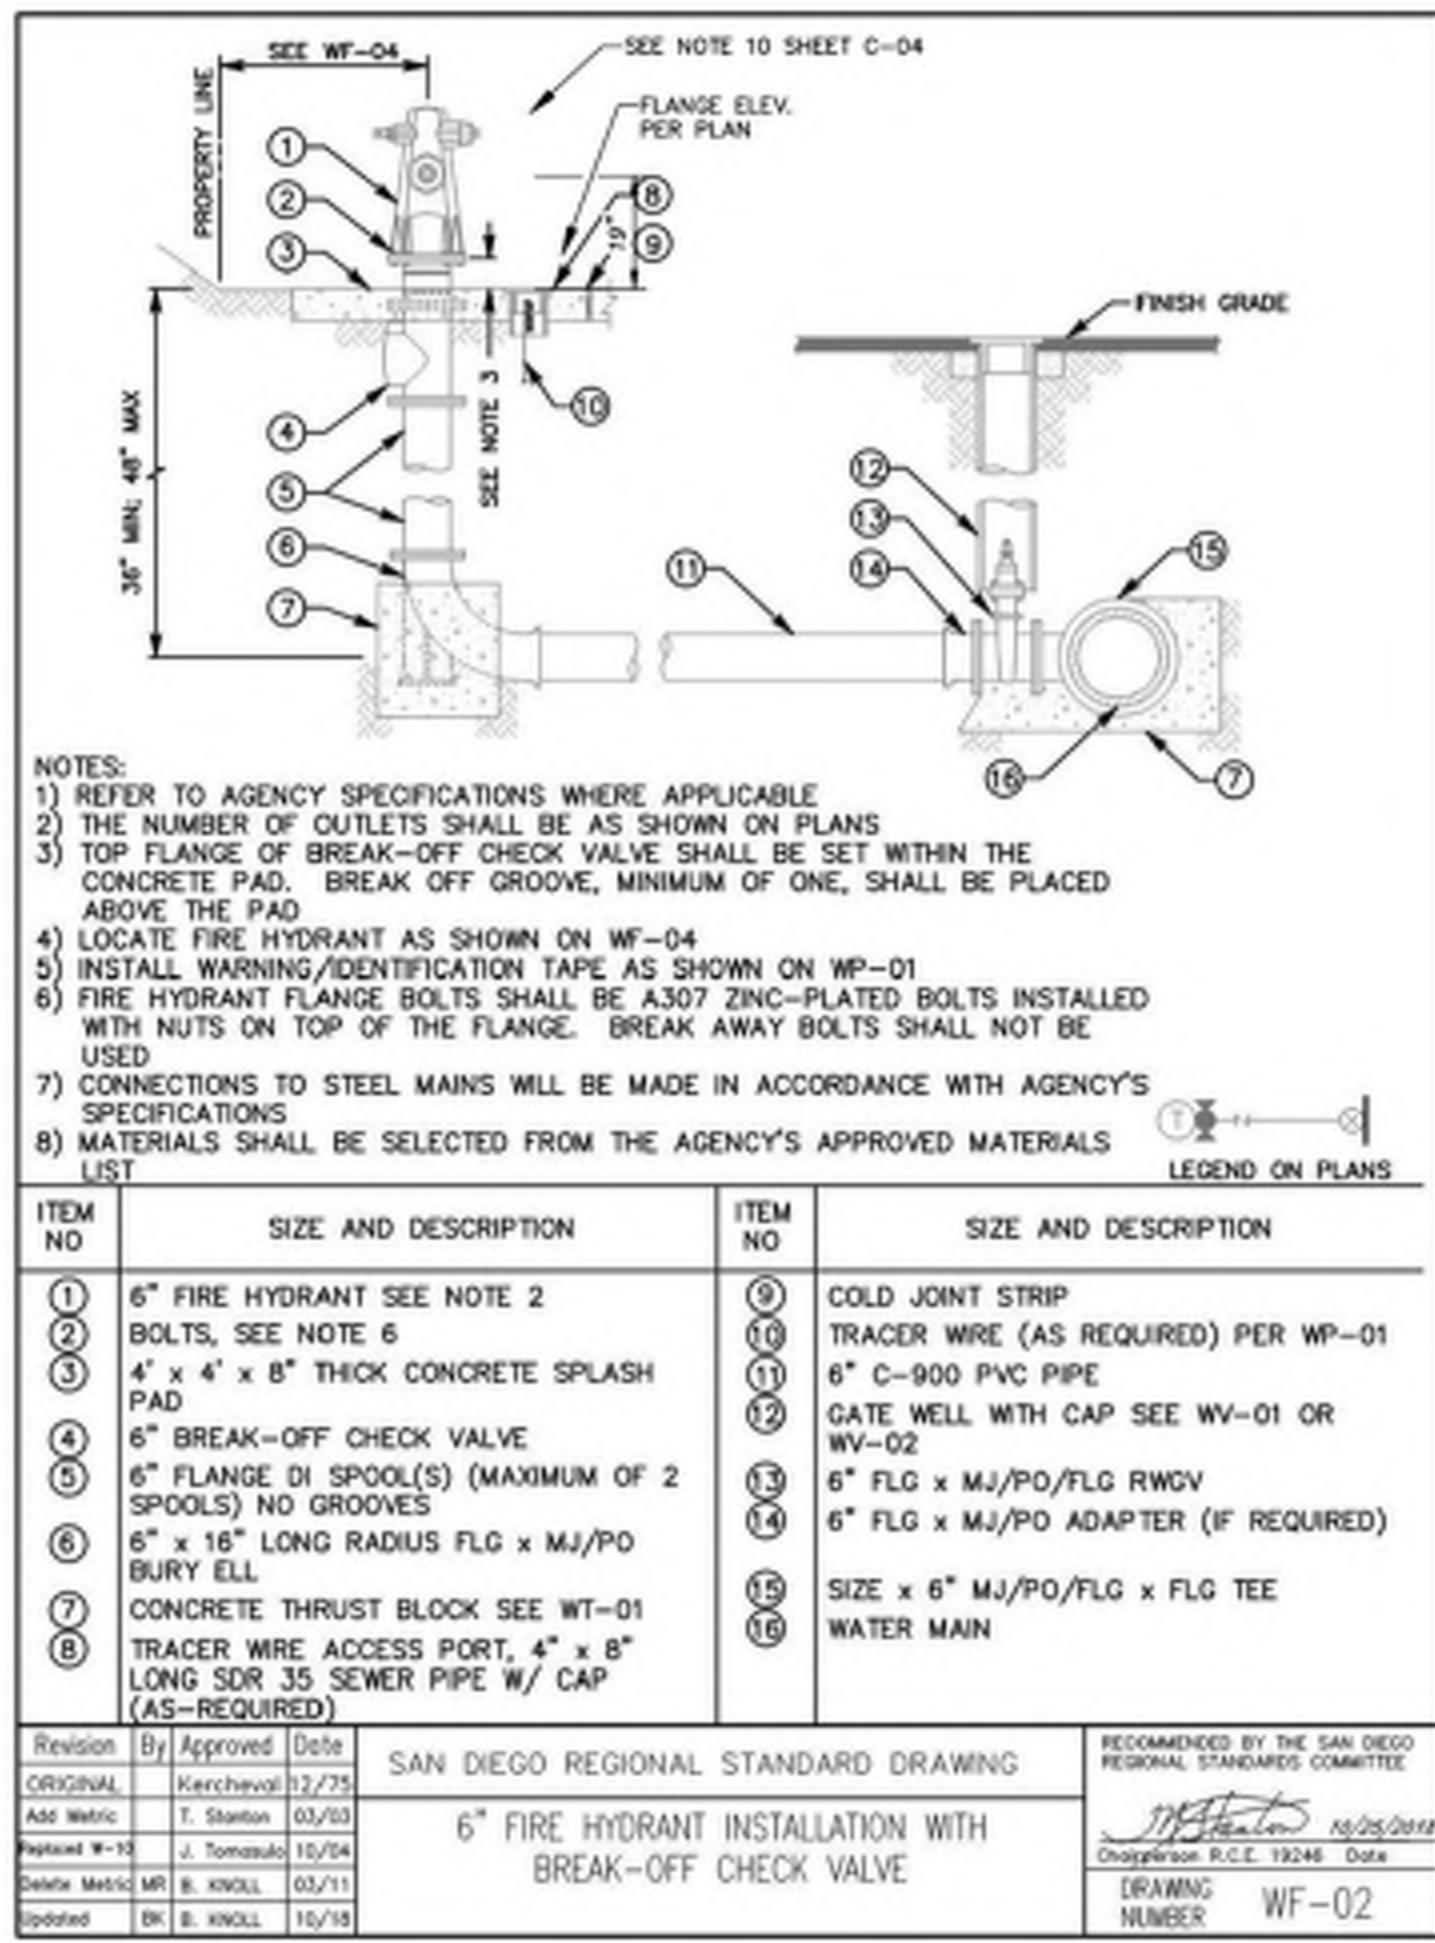 SEE WF-04
SEE NOTE 10 SHEET C-04
PROPERTY LINE
FLANGE ELEV.
PER PLAN
1
2
3
8
19"
9
FINISH GRADE
36" MIN; 48" MAX
4
SEE NOTE 3
10
5
12
13
6
11
14
15
7
16
7
NOTES:
1) REFER TO AGENCY SPECIFICATIONS WHERE APPLICABLE
2) THE NUMBER OF OUTLETS SHALL BE AS SHOWN ON PLANS
3) TOP FLANGE OF BREAK-OFF CHECK VALVE SHALL BE SET WITHIN THE
CONCRETE PAD. BREAK OFF GROOVE, MINIMUM OF ONE, SHALL BE PLACED
ABOVE THE PAD
4) LOCATE FIRE HYDRANT AS SHOWN ON WF-04
5) INSTALL WARNING/IDENTIFICATION TAPE AS SHOWN ON WP-01
6) FIRE HYDRANT FLANGE BOLTS SHALL BE A307 ZINC-PLATED BOLTS INSTALLED
WITH NUTS ON TOP OF THE FLANGE. BREAK AWAY BOLTS SHALL NOT BE
USED
7) CONNECTIONS TO STEEL MAINS WILL BE MADE IN ACCORDANCE WITH AGENCY'S
SPECIFICATIONS
8) MATERIALS SHALL BE SELECTED FROM THE AGENCY'S APPROVED MATERIALS
LIST
T
LEGEND ON PLANS
ITEM
NO
SIZE AND DESCRIPTION
1 6" FIRE HYDRANT SEE NOTE 2
2 BOLTS, SEE NOTE 6
3 4' x 4' x 8" THICK CONCRETE SPLASH
PAD
4 6" BREAK-OFF CHECK VALVE
5 6" FLANGE DI SPOOL(S) (MAXIMUM OF 2
SPOOLS) NO GROOVES
6 6" x 16" LONG RADIUS FLG x MJ/PO
BURY ELL
7 CONCRETE THRUST BLOCK SEE WT-01
8 TRACER WIRE ACCESS PORT, 4" x 8"
LONG SDR 35 SEWER PIPE W/ CAP
(AS-REQUIRED)
ITEM
NO
SIZE AND DESCRIPTION
9 COLD JOINT STRIP
10 TRACER WIRE (AS REQUIRED) PER WP-01
11 6" C-900 PVC PIPE
12 GATE WELL WITH CAP SEE WV-01 OR
WV-02
13 6" FLG x MJ/PO/FLG RWGV
14 6" FLG x MJ/PO ADAPTER (IF REQUIRED)
15 SIZE x 6" MJ/PO/FLG x FLG TEE
16 WATER MAIN
Revision By Approved Date
ORIGINAL Kercheval 12/75
Add Metric T. Stanton 03/03
Replaced W-10 J. Tomasulo 10/04
Delete Metric MR B. KNOLL 03/11
Updated BK B. KNOLL 10/18
SAN DIEGO REGIONAL STANDARD DRAWING
6" FIRE HYDRANT INSTALLATION WITH
BREAK-OFF CHECK VALVE
RECOMMENDED BY THE SAN DIEGO
REGIONAL STANDARDS COMMITTEE
Chairperson R.C.E. 19246 Date
DRAWING
NUMBER
WF-02